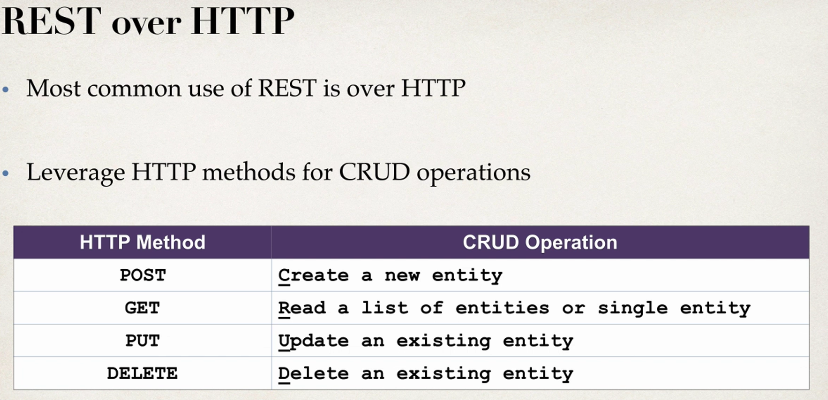 REST over HTTP
• Most common use of REST is over HTTP
• Leverage HTTP methods for CRUD operations
HTTP Method CRUD Operation
POST Create a new entity
GET Read a list of entities or single entity
PUT Update an existing entity
DELETE Delete an existing entity